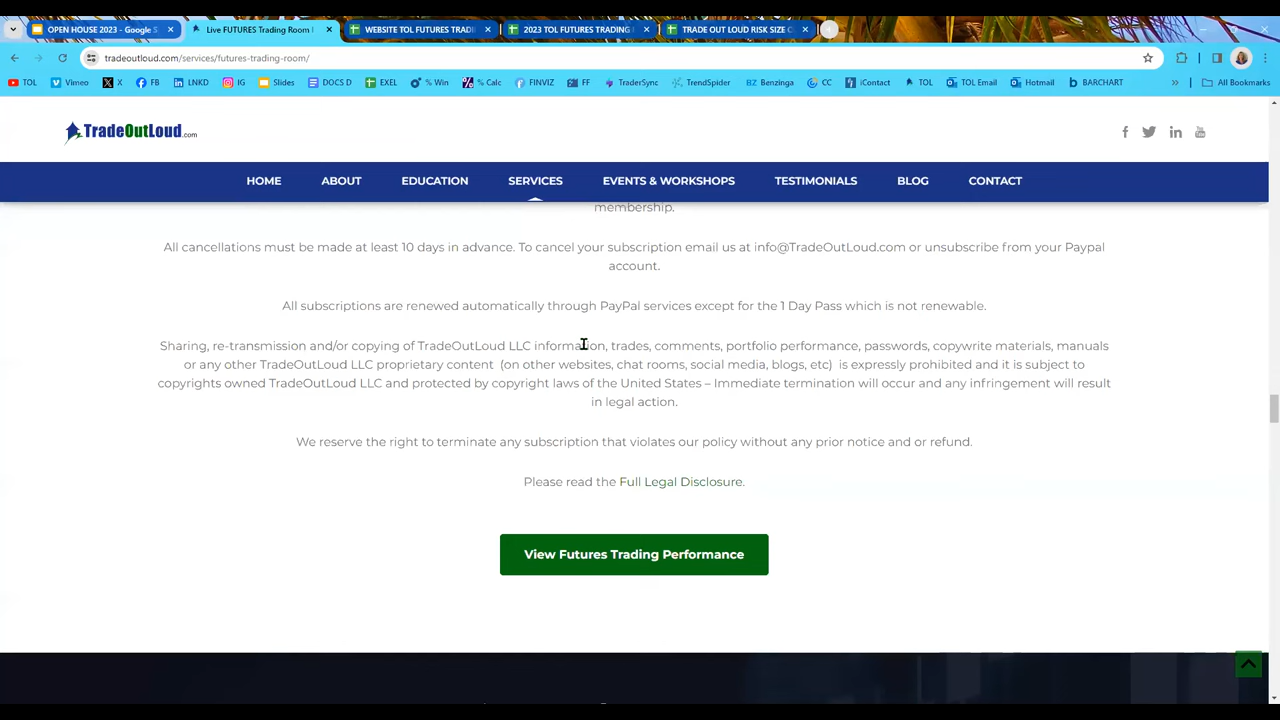 OPEN HOUSE 2023 - Google S
Live FUTURES Trading Room
WEBSITE TOL FUTURES TRADI
2023 TOL FUTURES TRADING
TRADE OUT LOUD RISK SIZE C
tradeoutloud.com/services/futures-trading-room/
TOL
Vimeo
FB
LNKD
IG
Slides
DOCS D
EXEL
% Win
% Calc
FINVIZ
FF
TraderSync
TrendSpider
Benzinga
CC
iContact
TOL
TOL Email
Hotmail
BARCHART
All Bookmarks
TradeOutLoud.com
HOME ABOUT EDUCATION SERVICES EVENTS & WORKSHOPS TESTIMONIALS BLOG CONTACT
membership.
All cancellations must be made at least 10 days in advance. To cancel your subscription email us at info@TradeOutLoud.com or unsubscribe from your Paypal
account.
All subscriptions are renewed automatically through PayPal services except for the 1 Day Pass which is not renewable.
Sharing, re-transmission and/or copying of TradeOutLoud LLC information, trades, comments, portfolio performance, passwords, copywrite materials, manuals
or any other TradeOutLoud LLC proprietary content (on other websites, chat rooms, social media, blogs, etc) is expressly prohibited and it is subject to
copyrights owned TradeOutLoud LLC and protected by copyright laws of the United States – Immediate termination will occur and any infringement will result
in legal action.
We reserve the right to terminate any subscription that violates our policy without any prior notice and or refund.
Please read the Full Legal Disclosure.
View Futures Trading Performance